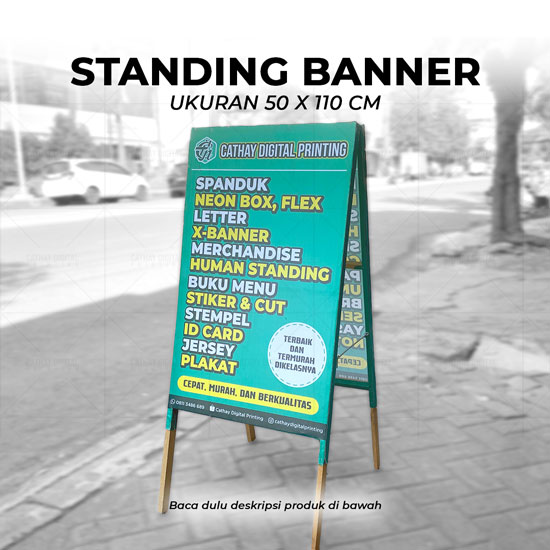 STANDING BANNER
UKURAN 50 X 110 CM
CATHAY DIGITAL PRINTING
SPANDUK
NEON BOX, FLEX
LETTER
X-BANNER
MERCHANDISE
HUMAN STANDING
BUKU MENU
STIKER & CUT
STEMPEL
ID CARD
JERSEY
PLAKAT
TERBAIK
DAN
TERMURAH
DIKELASNYA
CEPAT, MURAH, DAN BERKUALITAS
Cathay Digital Printing
cathaydigitalprinting
CEPAT,
Baca dulu deskripsi produk di bawah